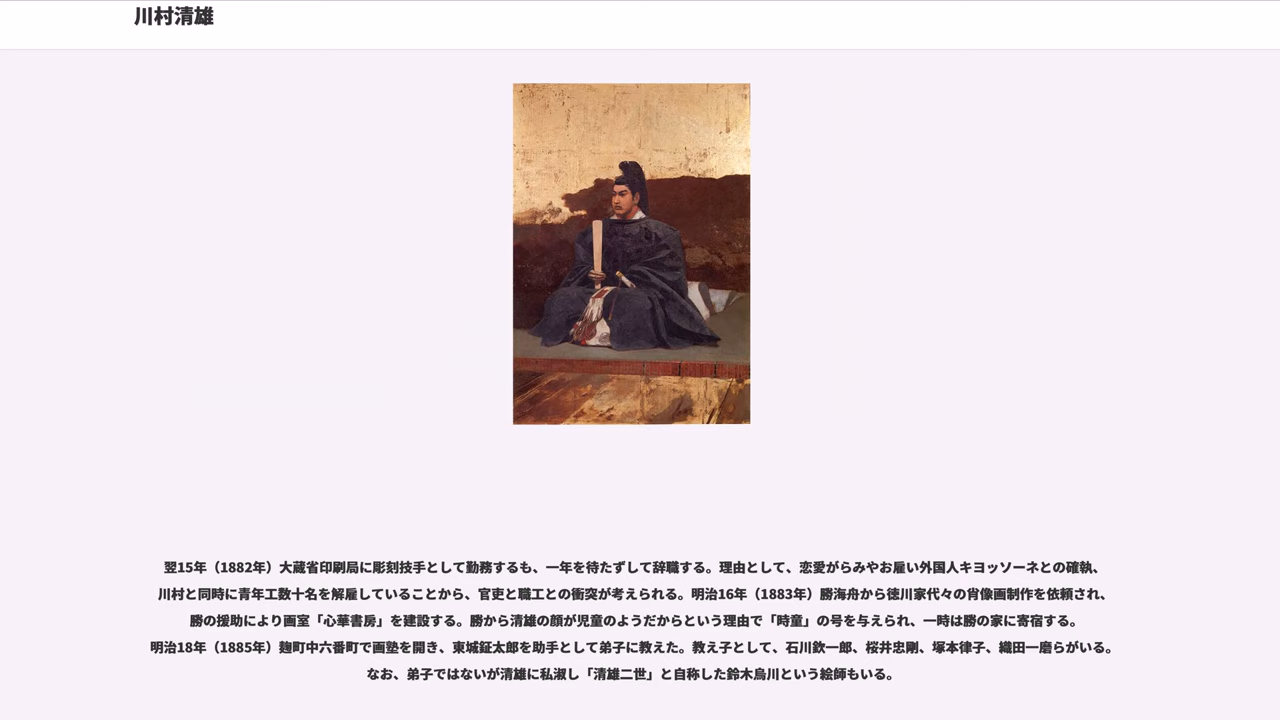 川村清雄
翌15年（1882年）大蔵省印刷局に彫刻技手として勤務するも、一年を待たずして辞職する。理由として、恋愛がらみやお雇い外国人キヨッソーネとの確執、
川村と同時に青年工数十名を解雇していることから、官吏と職工との衝突が考えられる。明治16年（1883年）勝海舟から徳川家代々の肖像画制作を依頼され、
勝の援助により画室「心華書房」を建設する。勝から清雄の顔が児童のようだからという理由で「時童」の号を与えられ、一時は勝の家に寄宿する。
明治18年（1885年）麹町中六番町で画塾を開き、東城鉦太郎を助手として弟子に教えた。教え子として、石川欽一郎、桜井忠剛、塚本律子、織田一磨らがいる。
なお、弟子ではないが清雄に私淑し「清雄二世」と自称した鈴木烏川という絵師もいる。